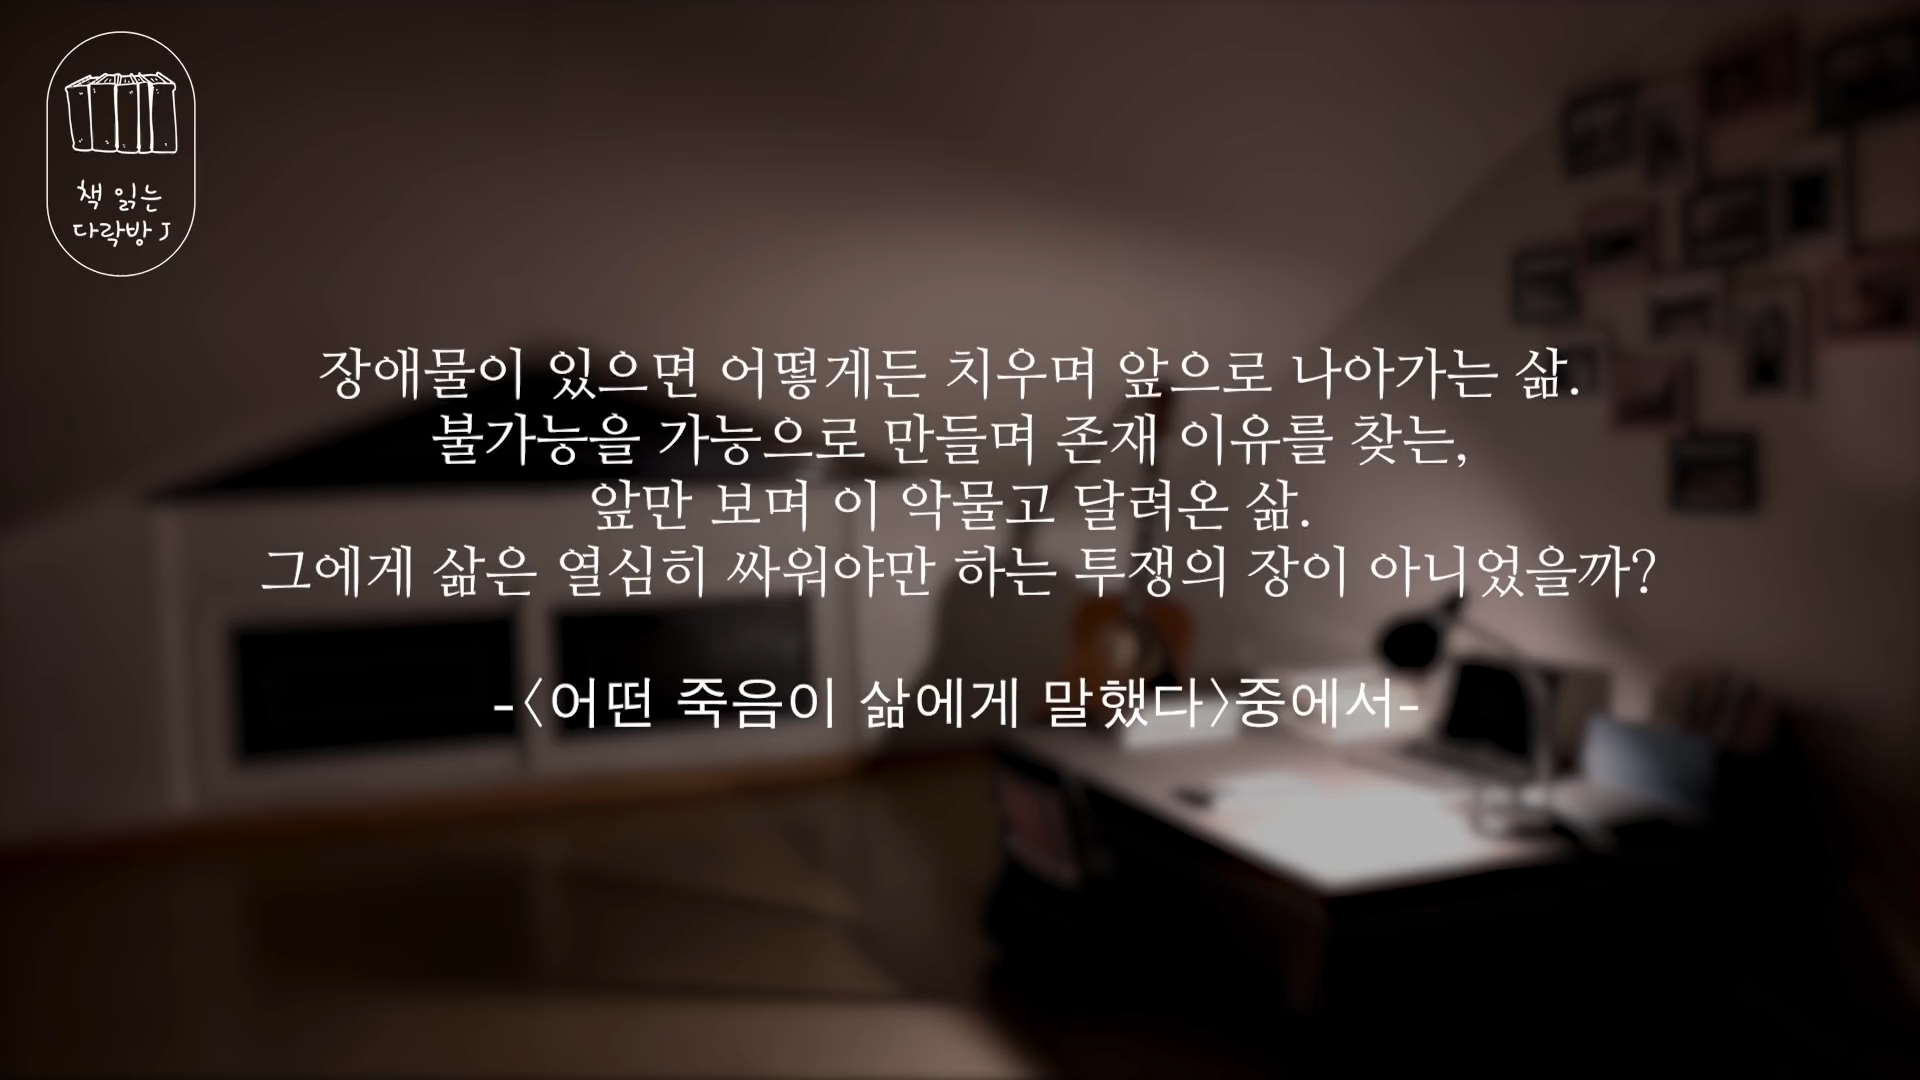 책 읽는
다락방 J
장애물이 있으면 어떻게든 치우며 앞으로 나아가는 삶.
불가능을 가능으로 만들며 존재 이유를 찾는,
앞만 보며 이 악물고 달려온 삶.
그에게 삶은 열심히 싸워야만 하는 투쟁의 장이 아니었을까?
-〈어떤 죽음이 삶에게 말했다〉중에서-